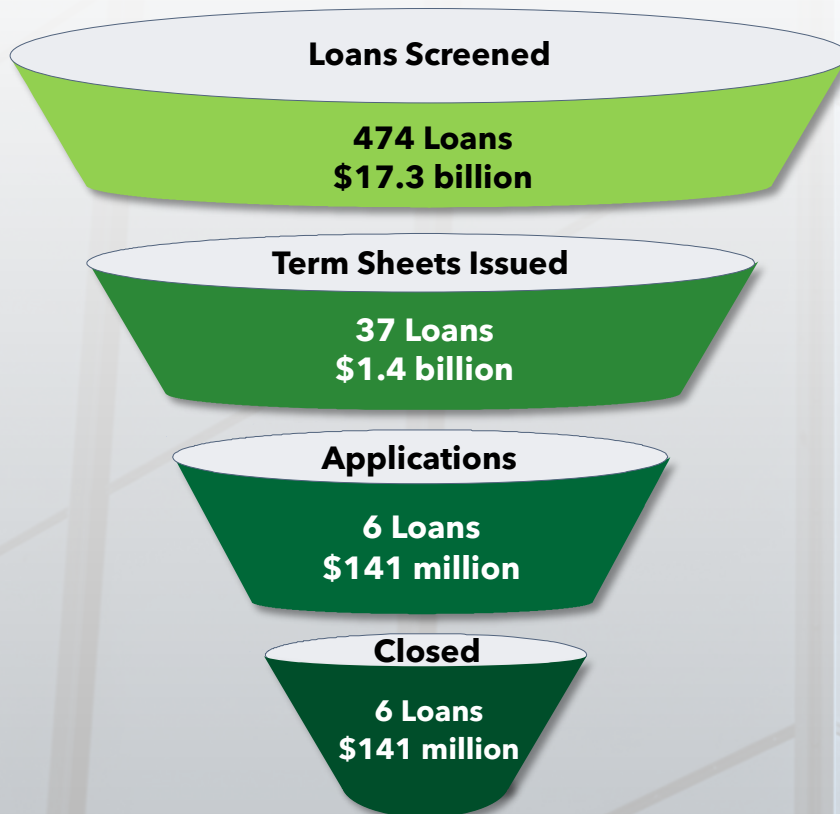 Loans Screened
474 Loans
$17.3 billion
Term Sheets Issued
37 Loans
$1.4 billion
Applications
6 Loans
$141 million
Closed
6 Loans
$141 million